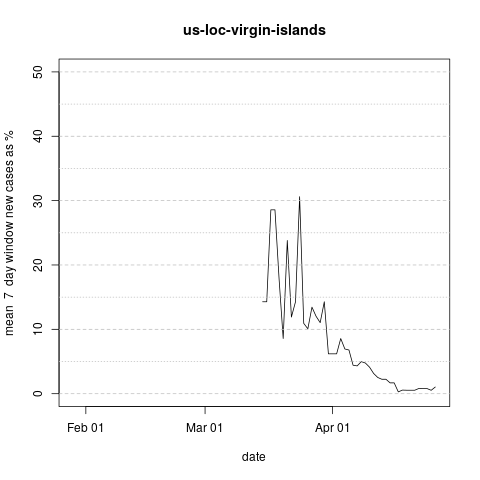 us-loc-virgin-islands
mean 7 day window new cases as %
50
40
30
20
10
0
Feb 01
Mar 01
Apr 01
date